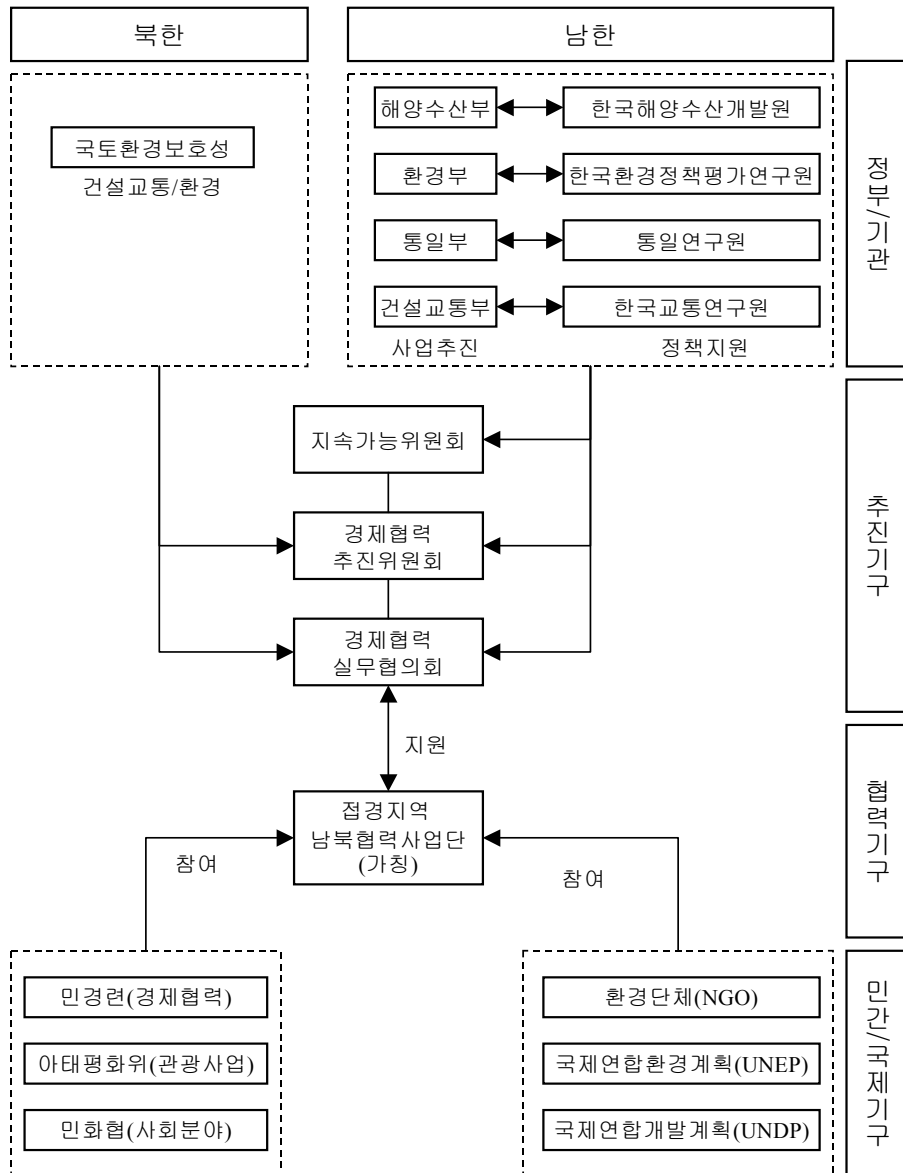 북한
남한
국토환경보호성
건설교통/환경
해양수산부
한국해양수산개발원
환경부
한국환경정책평가연구원
통일부
통일연구원
건설교통부
한국교통연구원
사업추진
정책지원
정부/기관
지속가능위원회
경제협력
추진위원회
경제협력
실무협의회
추진기구
지원
접경지역
남북협력사업단
(가칭)
참여
참여
협력기구
민경련(경제협력)
아태평화위(관광사업)
민화협(사회분야)
환경단체(NGO)
국제연합환경계획(UNEP)
국제연합개발계획(UNDP)
민간/국제기구